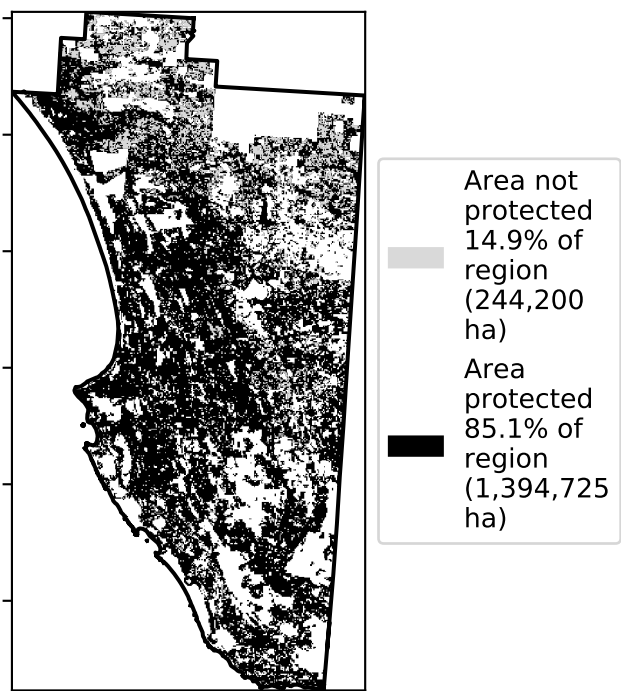 Area not
protected
14.9% of
region
(244,200
ha)
Area
protected
85.1% of
region
(1,394,725
ha)